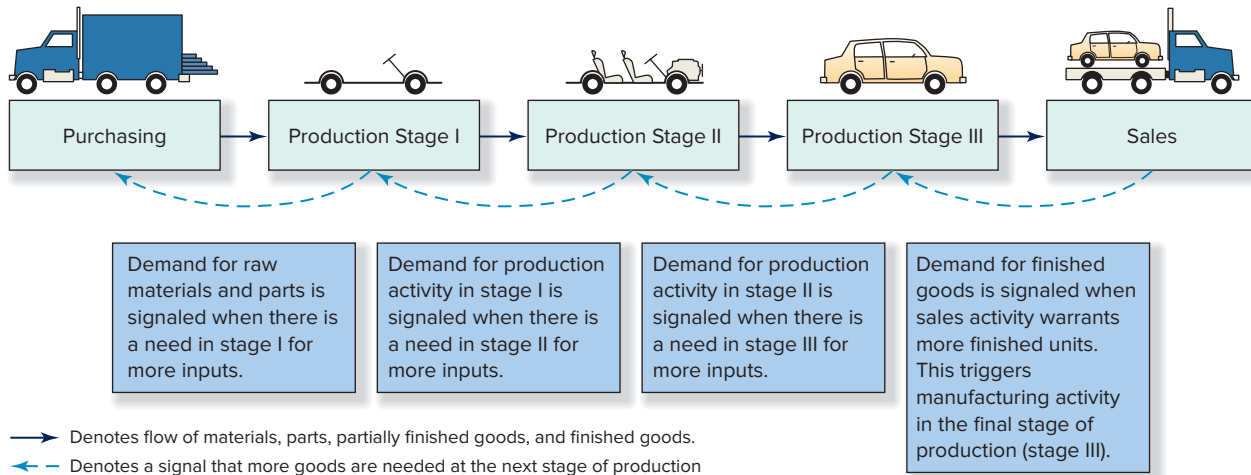 Purchasing
Production Stage I
Production Stage II
Production Stage III
Sales
Demand for raw
materials and parts is
signaled when there is
a need in stage I for
more inputs.
Demand for production
activity in stage I is
signaled when there is
a need in stage II for
more inputs.
Demand for production
activity in stage II is
signaled when there is
a need in stage III for
more inputs.
Demand for finished
goods is signaled when
sales activity warrants
more finished units.
This triggers
manufacturing activity
in the final stage of
production (stage III).
Denotes flow of materials, parts, partially finished goods, and finished goods.
Denotes a signal that more goods are needed at the next stage of production